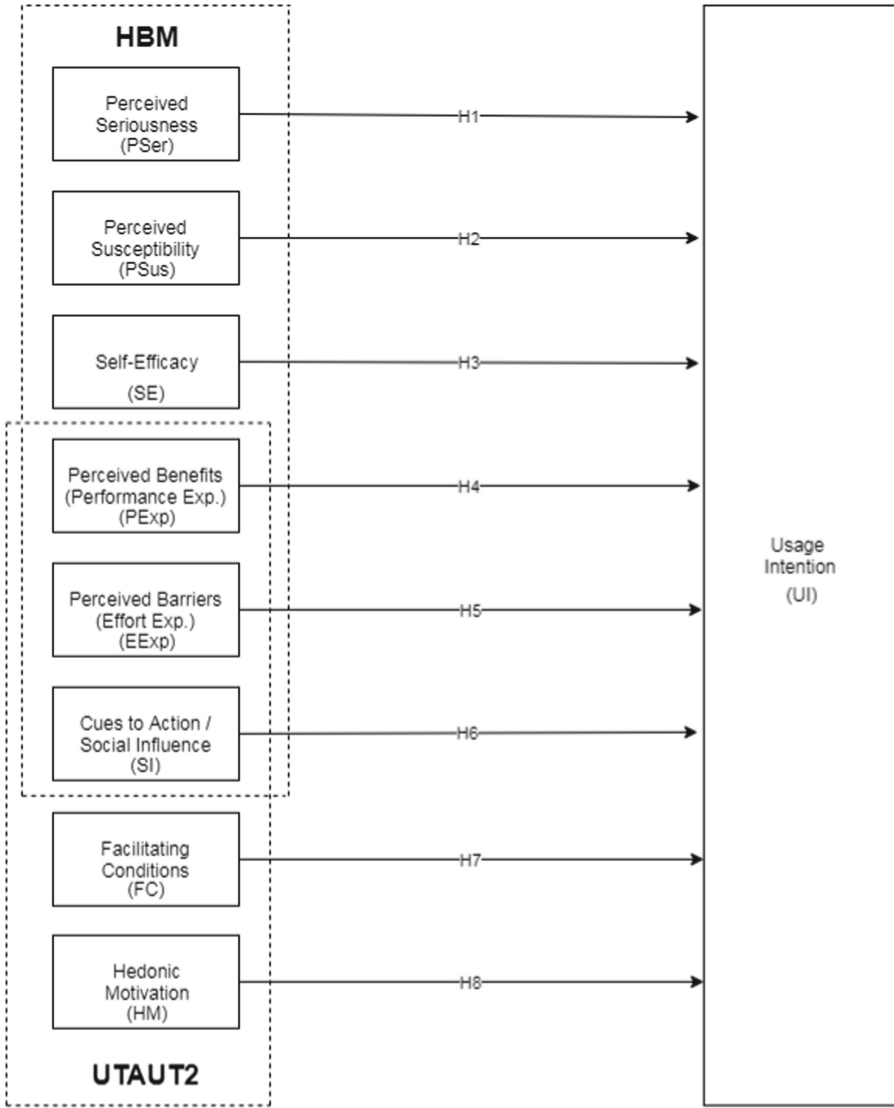 HBM
Perceived
Seriousness
(PSer)
H1
Perceived
Susceptibility
(PSus)
H2
Self-Efficacy
(SE)
H3
Perceived Benefits
(Performance Exp.)
(PExp)
H4
Perceived Barriers
(Effort Exp.)
(EExp)
H5
Cues to Action /
Social Influence
(SI)
H6
Facilitating
Conditions
(FC)
H7
Hedonic
Motivation
(HM)
H8
UTAUT2
Usage
Intention
(UI)